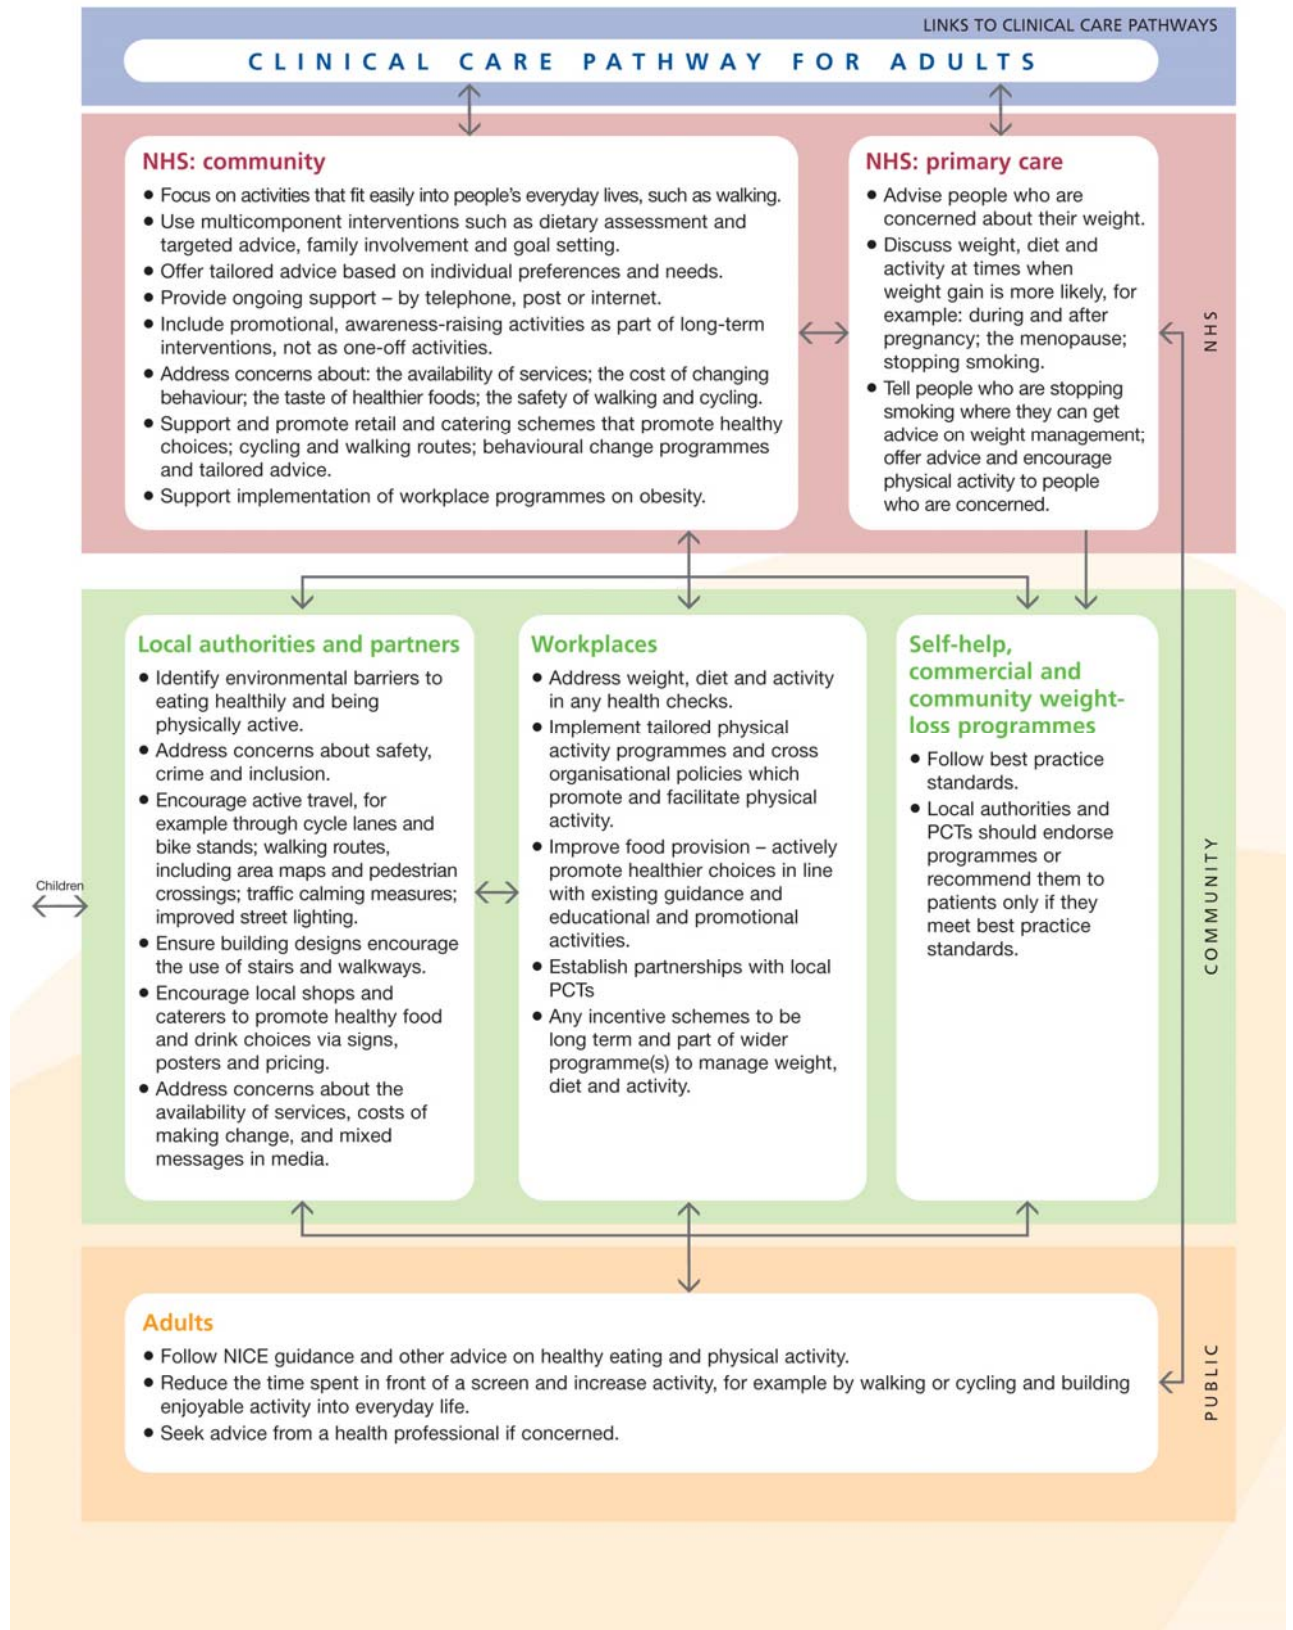 LINKS TO CLINICAL CARE PATHWAYS
CLINICAL CARE PATHWAY FOR ADULTS
NHS: community
• Focus on activities that fit easily into people's everyday lives, such as walking.
• Use multicomponent interventions such as dietary assessment and
targeted advice, family involvement and goal setting.
• Offer tailored advice based on individual preferences and needs.
• Provide ongoing support – by telephone, post or internet.
• Include promotional, awareness-raising activities as part of long-term
interventions, not as one-off activities.
• Address concerns about: the availability of services; the cost of changing
behaviour; the taste of healthier foods; the safety of walking and cycling.
• Support and promote retail and catering schemes that promote healthy
choices; cycling and walking routes; behavioural change programmes
and tailored advice.
• Support implementation of workplace programmes on obesity.
NHS: primary care
• Advise people who are
concerned about their weight.
• Discuss weight, diet and
activity at times when
weight gain is more likely, for
example: during and after
pregnancy; the menopause;
stopping smoking.
• Tell people who are stopping
smoking where they can get
advice on weight management;
offer advice and encourage
physical activity to people
who are concerned.
NHS
Children
Local authorities and partners
• Identify environmental barriers to
eating healthily and being
physically active.
• Address concerns about safety,
crime and inclusion.
• Encourage active travel, for
example through cycle lanes and
bike stands; walking routes,
including area maps and pedestrian
crossings; traffic calming measures;
improved street lighting.
• Ensure building designs encourage
the use of stairs and walkways.
• Encourage local shops and
caterers to promote healthy food
and drink choices via signs,
posters and pricing.
• Address concerns about the
availability of services, costs of
making change, and mixed
messages in media.
Workplaces
• Address weight, diet and activity
in any health checks.
• Implement tailored physical
activity programmes and cross
organisational policies which
promote and facilitate physical
activity.
• Improve food provision – actively
promote healthier choices in line
with existing guidance and
educational and promotional
activities.
• Establish partnerships with local
PCTs
• Any incentive schemes to be
long term and part of wider
programme(s) to manage weight,
diet and activity.
Self-help,
commercial and
community weight-
loss programmes
• Follow best practice
standards.
• Local authorities and
PCTs should endorse
programmes or
recommend them to
patients only if they
meet best practice
standards.
COMMUNITY
Adults
• Follow NICE guidance and other advice on healthy eating and physical activity.
• Reduce the time spent in front of a screen and increase activity, for example by walking or cycling and building
enjoyable activity into everyday life.
• Seek advice from a health professional if concerned.
PUBLIC